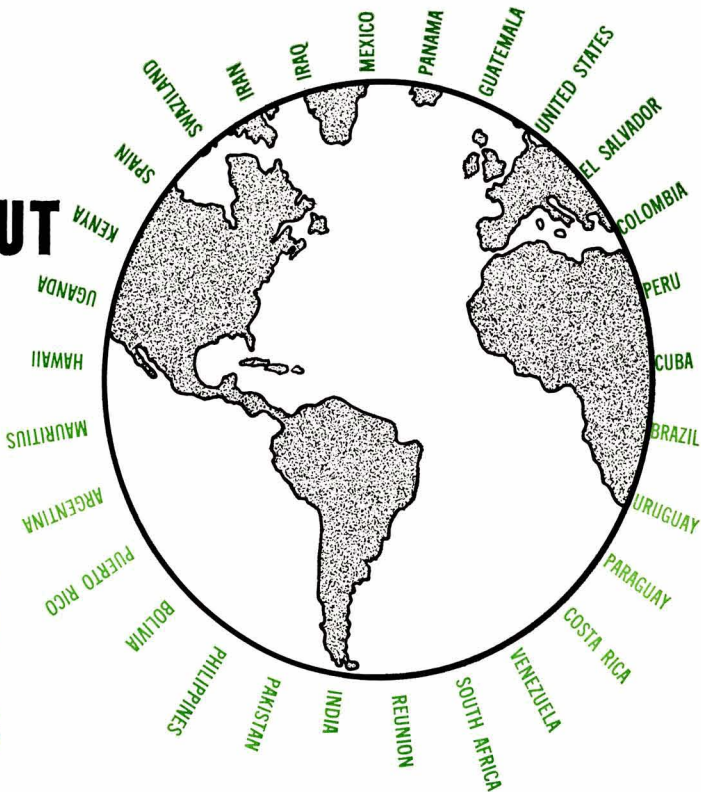 UT
MEXICO
PANAMA
GUATEMALA
UNITED STATES
EL SALVADOR
COLOMBIA
PERU
CUBA
BRAZIL
URUGUAY
PARAGUAY
COSTA RICA
VENEZUELA
SOUTH AFRICA
REUNION
INDIA
PAKISTAN
PHILIPPINES
BOLIVIA
PUERTO RICO
ARGENTINA
MAURITIUS
HAWAII
UGANDA
KENYA
SPAIN
SWAZILAND
IRAN
IRAQ